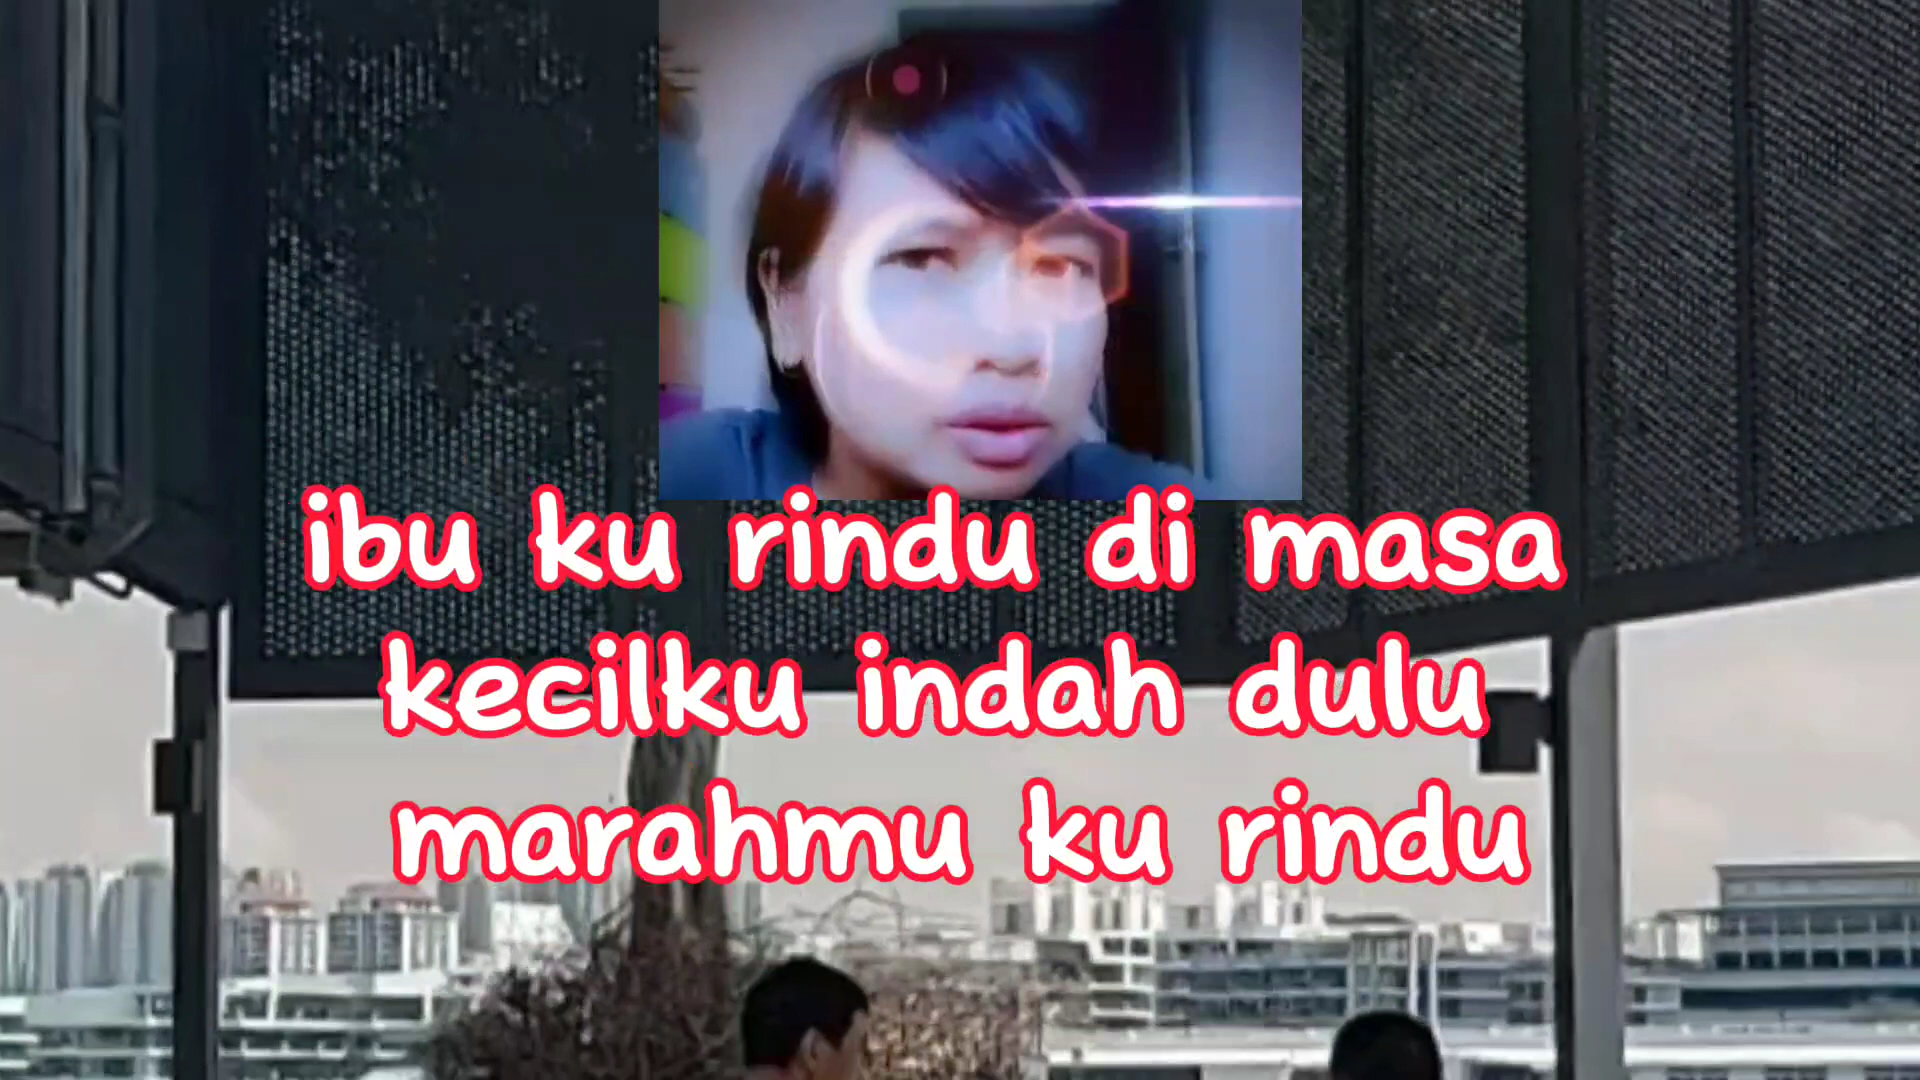 ibu ku rindu di masa
kecilku indah dulu
marahmu ku rindu